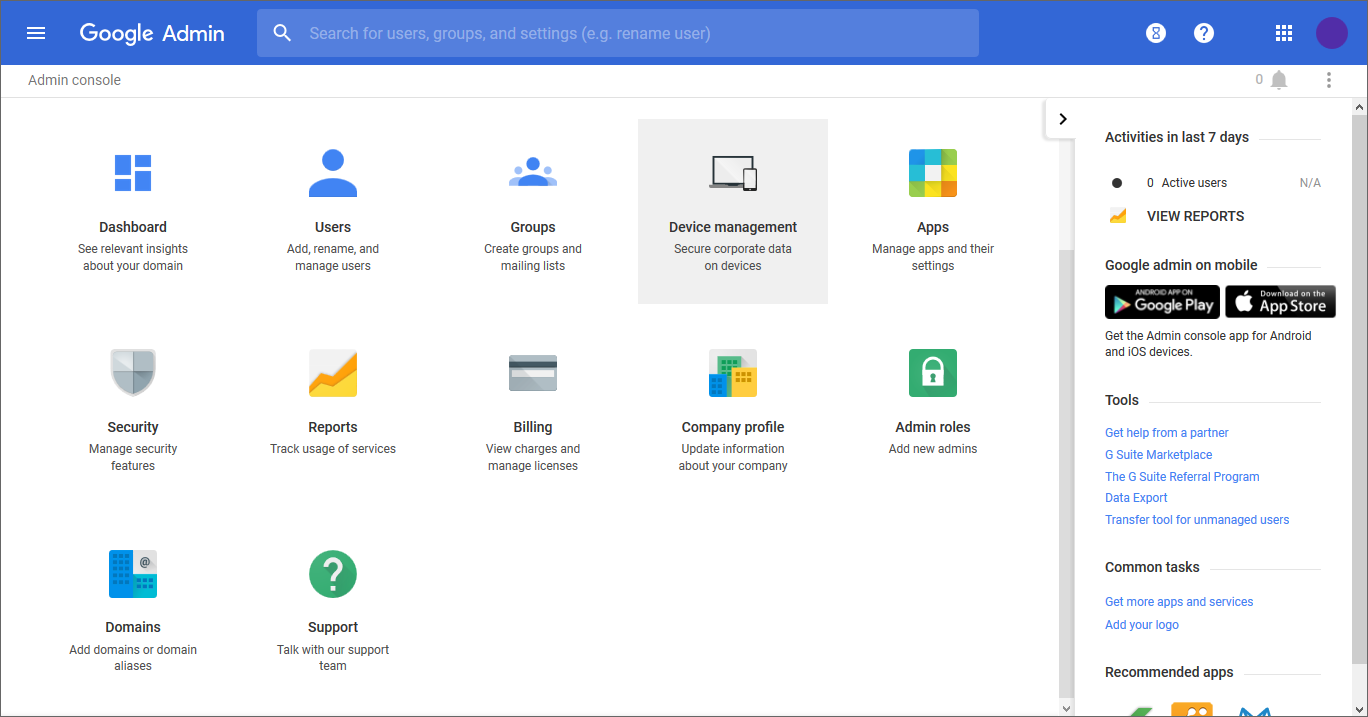 Google Admin
Search for users, groups, and settings (e.g. rename user)
Admin console
0
Dashboard
See relevant insights
about your domain
Users
Add, rename, and
manage users
Groups
Create groups and
mailing lists
Device management
Secure corporate data
on devices
Apps
Manage apps and their
settings
Security
Manage security
features
Reports
Track usage of services
Billing
View charges and
manage licenses
Company profile
Update information
about your company
Admin roles
Add new admins
@
Domains
Add domains or domain
aliases
?
Support
Talk with our support
team
Activities in last 7 days
0 Active users N/A
VIEW REPORTS
Google admin on mobile
ANDROID APP ON
Google Play
Download on the
App Store
Get the Admin console app for Android
and iOS devices.
Tools
Get help from a partner
G Suite Marketplace
The G Suite Referral Program
Data Export
Transfer tool for unmanaged users
Common tasks
Get more apps and services
Add your logo
Recommended apps